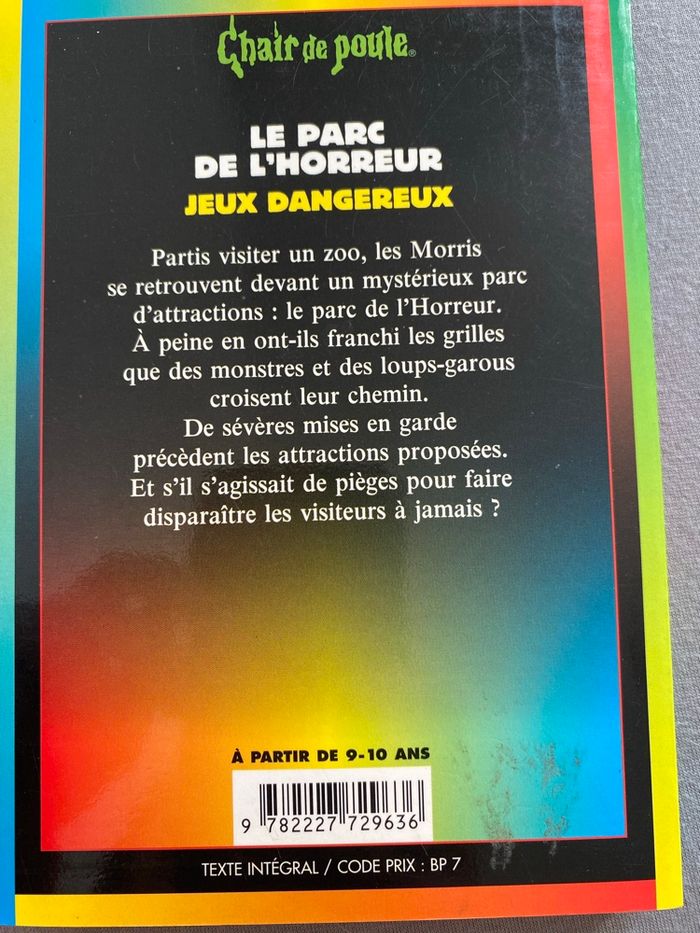 Chair de poule®
LE PARC
DE L'HORREUR
JEUX DANGEREUX
Partis visiter un zoo, les Morris
se retrouvent devant un mystérieux parc
d'attractions : le parc de l'Horreur.
À peine en ont-ils franchi les grilles
que des monstres et des loups-garous
croisent leur chemin.
De sévères mises en garde
précèdent les attractions proposées.
Et s'il s'agissait de pièges pour faire
disparaître les visiteurs à jamais ?
À PARTIR DE 9-10 ANS
9 782227 729636
TEXTE INTÉGRAL / CODE PRIX : BP 7